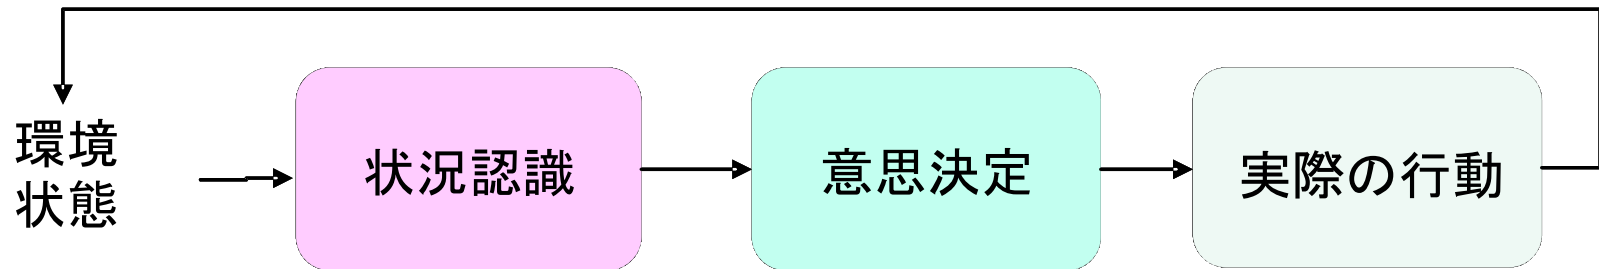 環境
状態
状況認識
意思決定
実際の行動